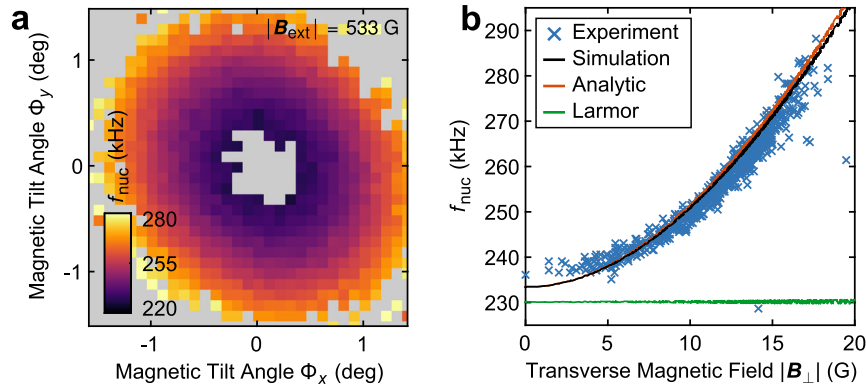 a
|B_ext| = 533 G
Magnetic Tilt Angle Φ_y (deg)
1
0
-1
f_nuc (kHz)
280
255
220
-1
0
1
Magnetic Tilt Angle Φ_x (deg)
b
f_nuc (kHz)
290
280
270
260
250
240
230
Experiment
Simulation
Analytic
Larmor
0
5
10
15
20
Transverse Magnetic Field |B_⊥| (G)